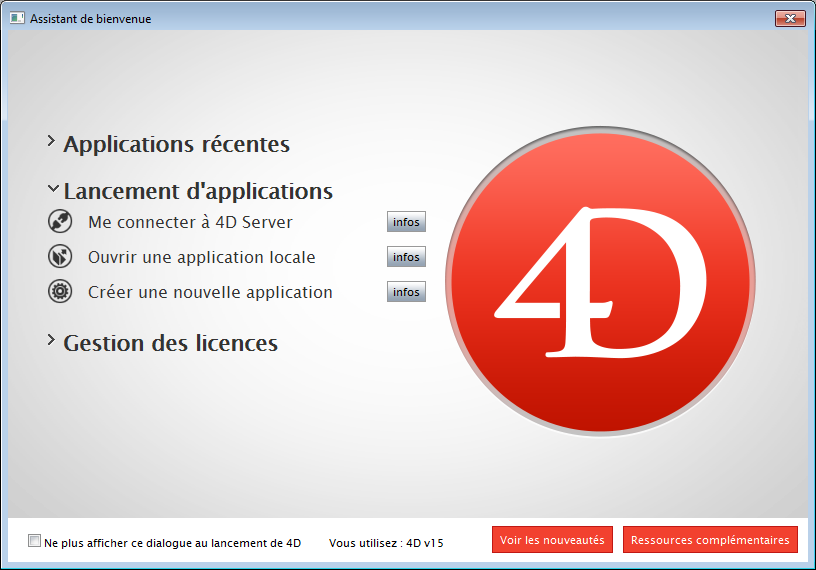 Assistant de bienvenue
Applications récentes
Lancement d'applications
Me connecter à 4D Server
infos
Ouvrir une application locale
infos
Créer une nouvelle application
infos
Gestion des licences
4D
Ne plus afficher ce dialogue au lancement de 4D
Vous utilisez : 4D v15
Voir les nouveautés
Ressources complémentaires